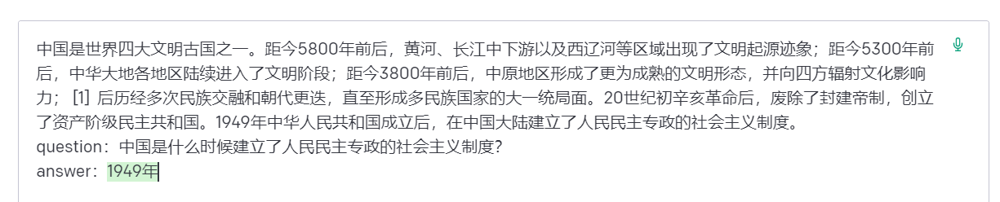 中国是世界四大文明古国之一。距今5800年前后，黄河、长江中下游以及西辽河等区域出现了文明起源迹象；距今5300年前
后，中华大地各地区陆续进入了文明阶段；距今3800年前后，中原地区形成了更为成熟的文明形态，并向四方辐射文化影响
力； [1] 后历经多次民族交融和朝代更迭，直至形成多民族国家的大一统局面。20世纪初辛亥革命后，废除了封建帝制，创立
了资产阶级民主共和国。1949年中华人民共和国成立后，在中国大陆建立了人民民主专政的社会主义制度。
question：中国是什么时候建立了人民民主专政的社会主义制度?
answer：1949年